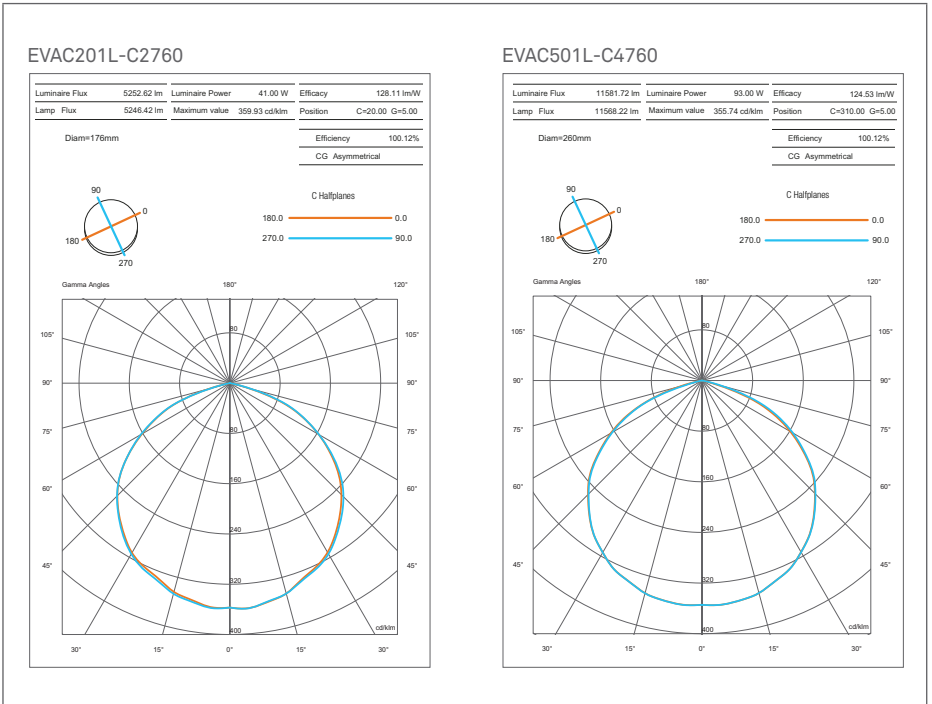 EVAC201L-C2760
Luminaire Flux 5252.62 lm Luminaire Power 41.00 W Efficacy 128.11 lm/W
Lamp Flux 5246.42 lm Maximum value 359.93 cd/klm Position C=20.00 G=5.00
Diam=176mm Efficiency 100.12%
CG Asymmetrical
C Halfplanes
90
0
180.0 0.0
180
270.0 90.0
270
Gamma Angles 180° 120°
80
105° 105°
90° 90°
80
75° 75°
160
60° 60°
240
45° 45°
320
400 cd/klm
30° 15° 0° 15° 30°
EVAC501L-C4760
Luminaire Flux 11581.72 lm Luminaire Power 93.00 W Efficacy 124.53 lm/W
Lamp Flux 11568.22 lm Maximum value 355.74 cd/klm Position C=310.00 G=5.00
Diam=260mm Efficiency 100.12%
CG Asymmetrical
C Halfplanes
90
0
180.0 0.0
180
270.0 90.0
270
Gamma Angles 180° 120°
80
105° 105°
90° 90°
80
75° 75°
160
60° 60°
240
45° 45°
320
400 cd/klm
30° 15° 0° 15° 30°